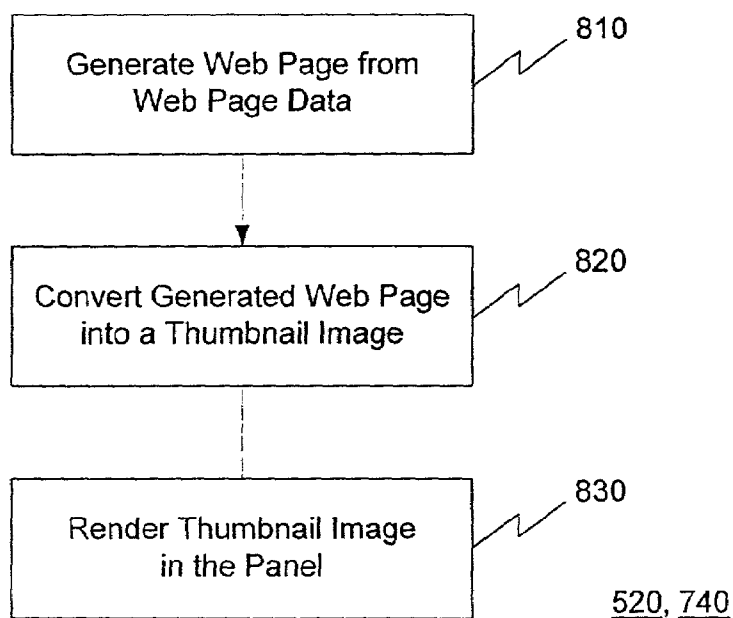 810
Generate Web Page from
Web Page Data
820
Convert Generated Web Page
into a Thumbnail Image
830
Render Thumbnail Image
in the Panel
520, 740